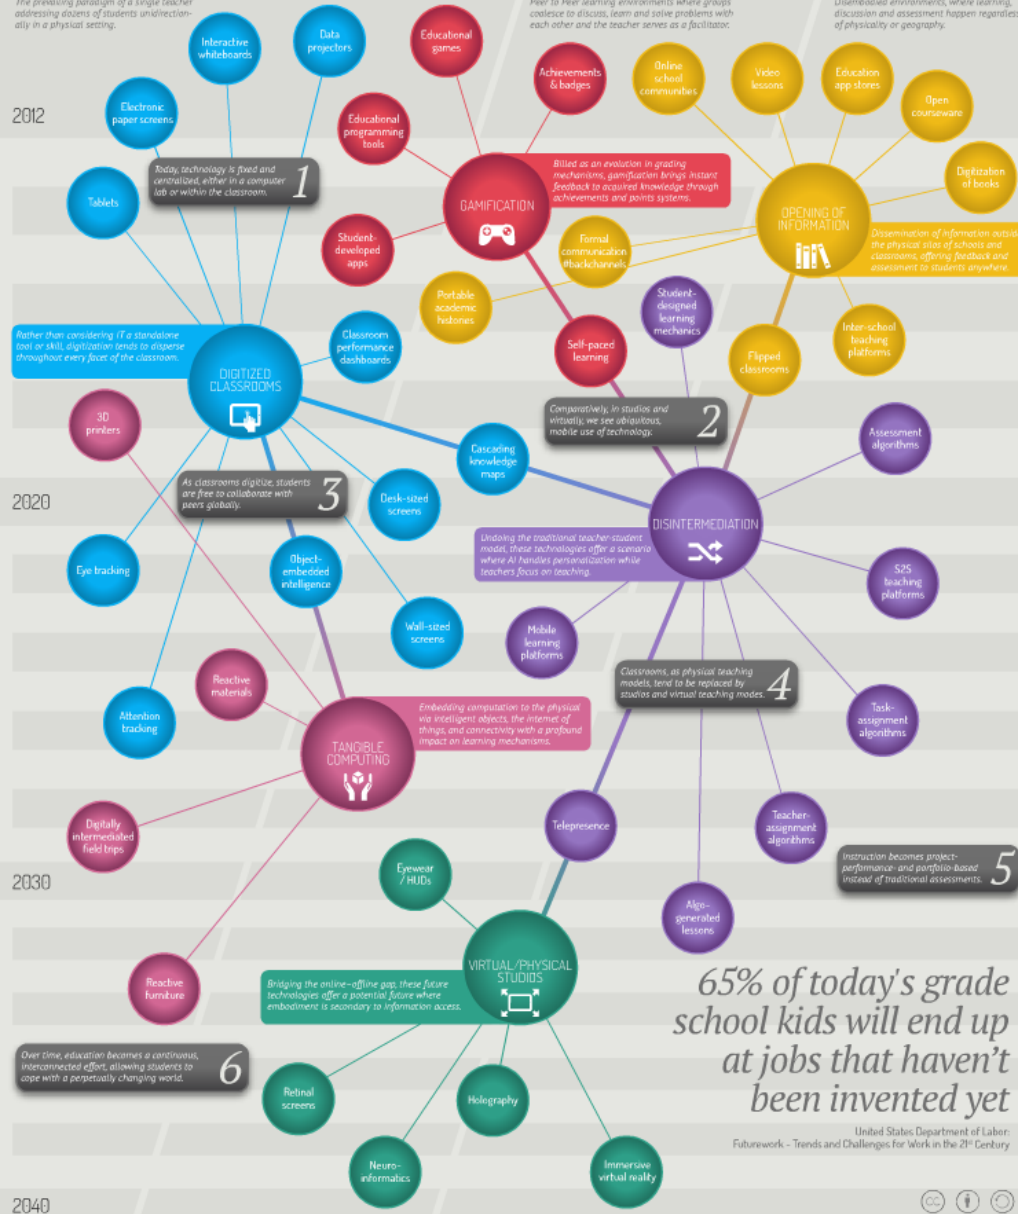 The prevailing paradigm of a single teacher
addressing dozens of students unidirection-
ally in a physical setting.
Peer to Peer learning environments where groups
coalesce to discuss, learn and solve problems with
each other and the teacher serves as a facilitator.
Disembodied environments, where learning,
discussion and assessment happen regardless
of physicality or geography.
2012
Interactive
whiteboards
Data
projectors
Educational
games
Achievements
& badges
Online
school
communities
Video
lessons
Education
app stores
Open
courseware
Electronic
paper screens
Educational
programming
tools
Digitization
of books
Today, technology is fixed and
centralized, either in a computer
lab or within the classroom.
1
Billed as an evolution in grading
mechanisms, gamification brings instant
feedback to acquired knowledge through
achievements and points systems.
Tablets
GAMIFICATION
OPENING OF
INFORMATION
Student-
developed
apps
Formal
communication
#backchannels
Dissemination of information outside
the physical silos of schools and
classrooms, offering feedback and
assessment to students anywhere.
Portable
academic
histories
Student-
designed
learning
mechanics
Rather than considering IT a standalone
tool or skill, digitization tends to disperse
throughout every facet of the classroom.
Classroom
performance
dashboards
Self-paced
learning
Flipped
classrooms
Inter-school
teaching
platforms
DIGITIZED
CLASSROOMS
3D
printers
Comparatively, in studios and
virtually, we see ubiquitous,
mobile use of technology.
2
Assessment
algorithms
Cascading
knowledge
maps
2020
As classrooms digitize, students
are free to collaborate with
peers globally.
3
Desk-sized
screens
DISINTERMEDIATION
Undoing the traditional teacher-student
model, these technologies offer a scenario
where AI handles personalization while
teachers focus on teaching.
Eye tracking
Object-
embedded
intelligence
S2S
teaching
platforms
Wall-sized
screens
Mobile
learning
platforms
Reactive
materials
Classrooms, as physical teaching
models, tend to be replaced by
studios and virtual teaching modes.
4
Attention
tracking
Embedding computation to the physical
via intelligent objects, the internet of
things, and connectivity with a profound
impact on learning mechanisms.
Task-
assignment
algorithms
TANGIBLE
COMPUTING
Digitally
intermediated
field trips
Telepresence
Teacher-
assignment
algorithms
2030
Eyewear
/ HUDs
Instruction becomes project-
performance- and portfolio-based
instead of traditional assessments.
5
Algo-
generated
lessons
Reactive
furniture
VIRTUAL/PHYSICAL
STUDIOS
Bridging the online-offline gap, these future
technologies offer a potential future where
embodiment is secondary to information access.
65% of today's grade
school kids will end up
at jobs that haven't
been invented yet
United States Department of Labor:
Futurework - Trends and Challenges for Work in the 21st Century
Over time, education becomes a continuous,
interconnected effort, allowing students to
cope with a perpetually changing world.
6
Retinal
screens
Holography
Neuro-
informatics
Immersive
virtual reality
2040
cc